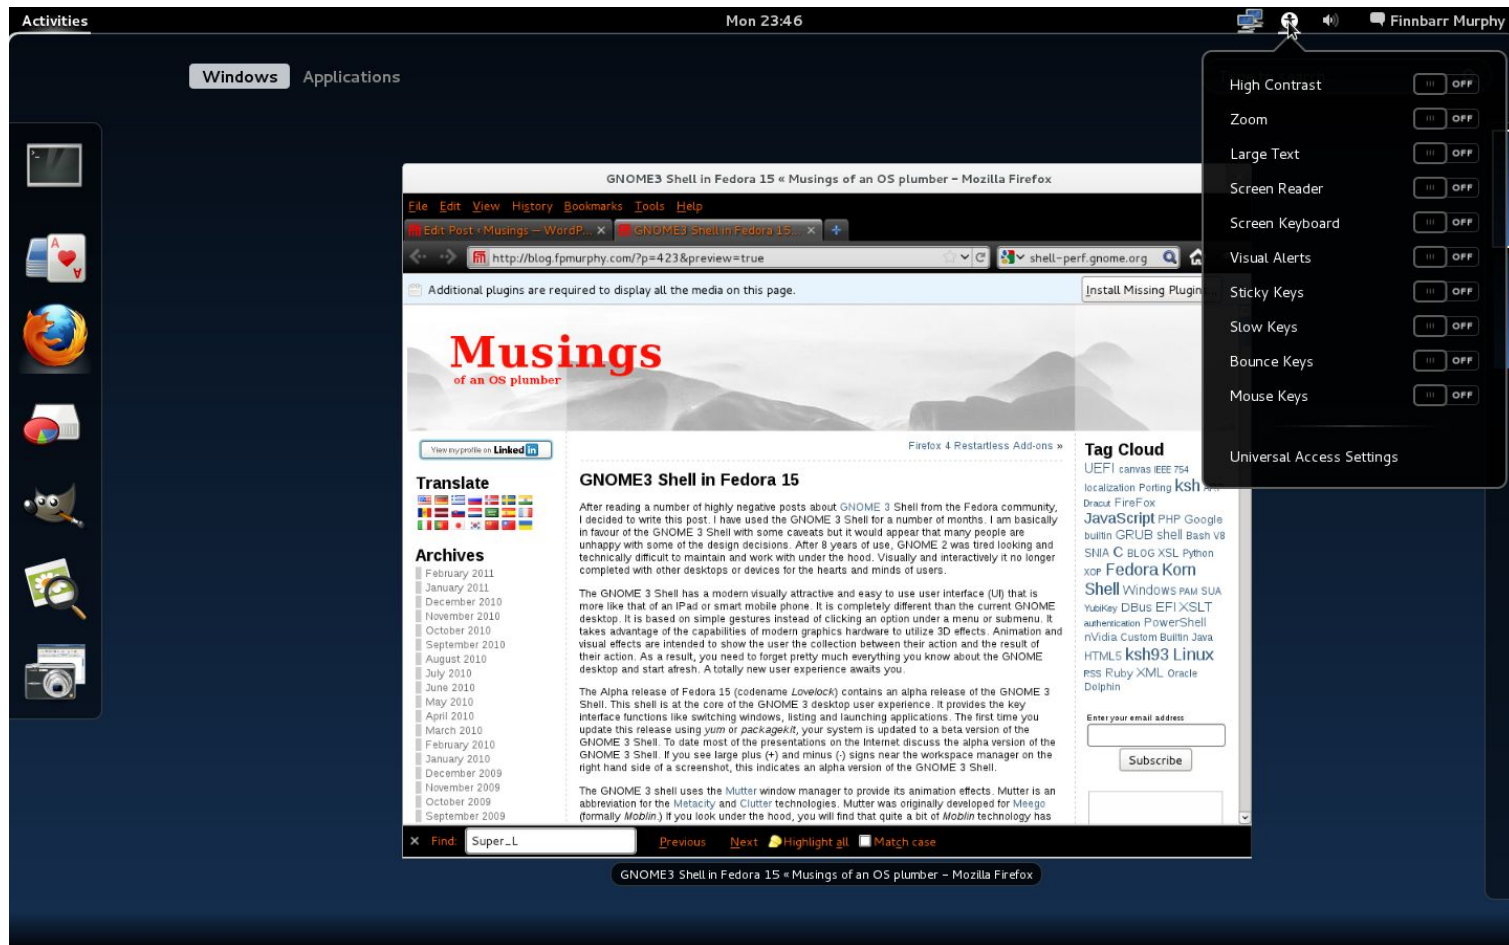 Activities
Mon 23:46
Finnbarr Murphy
Windows Applications
High Contrast OFF
Zoom OFF
Large Text OFF
Screen Reader OFF
Screen Keyboard OFF
Visual Alerts OFF
Sticky Keys OFF
Slow Keys OFF
Bounce Keys OFF
Mouse Keys OFF
Universal Access Settings
GNOME3 Shell in Fedora 15 « Musings of an OS plumber - Mozilla Firefox
File Edit View History Bookmarks Tools Help
Edit Post ‹ Musings — WordP...
GNOME3 Shell in Fedora 15...
http://blog.fpmurphy.com/?p=423&preview=true
shell-perf.gnome.org
Additional plugins are required to display all the media on this page.
Install Missing Plugin
Musings
of an OS plumber
View my profile on Linked in
Translate
Archives
February 2011
January 2011
December 2010
November 2010
October 2010
September 2010
August 2010
July 2010
June 2010
May 2010
April 2010
March 2010
February 2010
January 2010
December 2009
November 2009
October 2009
September 2009
Firefox 4 Restartless Add-ons »
GNOME3 Shell in Fedora 15
After reading a number of highly negative posts about GNOME 3 Shell from the Fedora community,
I decided to write this post. I have used the GNOME 3 Shell for a number of months. I am basically
in favour of the GNOME 3 Shell with some caveats but it would appear that many people are
unhappy with some of the design decisions. After 8 years of use, GNOME 2 was tired looking and
technically difficult to maintain and work with under the hood. Visually and interactively it no longer
completed with other desktops or devices for the hearts and minds of users.
The GNOME 3 Shell has a modern visually attractive and easy to use user interface (UI) that is
more like that of an IPad or smart mobile phone. It is completely different than the current GNOME
desktop. It is based on simple gestures instead of clicking an option under a menu or submenu. It
takes advantage of the capabilities of modern graphics hardware to utilize 3D effects. Animation and
visual effects are intended to show the user the collection between their action and the result of
their action. As a result, you need to forget pretty much everything you know about the GNOME
desktop and start afresh. A totally new user experience awaits you.
The Alpha release of Fedora 15 (codename Lovelock) contains an alpha release of the GNOME 3
Shell. This shell is at the core of the GNOME 3 desktop user experience. It provides the key
interface functions like switching windows, listing and launching applications. The first time you
update this release using yum or packagekit, your system is updated to a beta version of the
GNOME 3 Shell. To date most of the presentations on the Internet discuss the alpha version of the
GNOME 3 Shell. If you see large plus (+) and minus (-) signs near the workspace manager on the
right hand side of a screenshot, this indicates an alpha version of the GNOME 3 Shell.
The GNOME 3 shell uses the Mutter window manager to provide its animation effects. Mutter is an
abbreviation for the Metacity and Clutter technologies. Mutter was originally developed for Meego
(formally Moblin.) If you look under the hood, you will find that quite a bit of Moblin technology has
Tag Cloud
UEFI canvas IEEE 754
localization Porting ksh
Dracut FireFox
JavaScript PHP Google
builtin GRUB shell Bash V8
SNIA C BLOG XSL Python
XOP Fedora Korn
Shell Windows PAM SUA
YubiKey DBus EFI XSLT
authentication PowerShell
nVidia Custom Builtin Java
HTML5 ksh93 Linux
RSS Ruby XML Oracle
Dolphin
Enter your email address
Subscribe
Find: Super_L Previous Next Highlight all Match case
GNOME3 Shell in Fedora 15 « Musings of an OS plumber - Mozilla Firefox